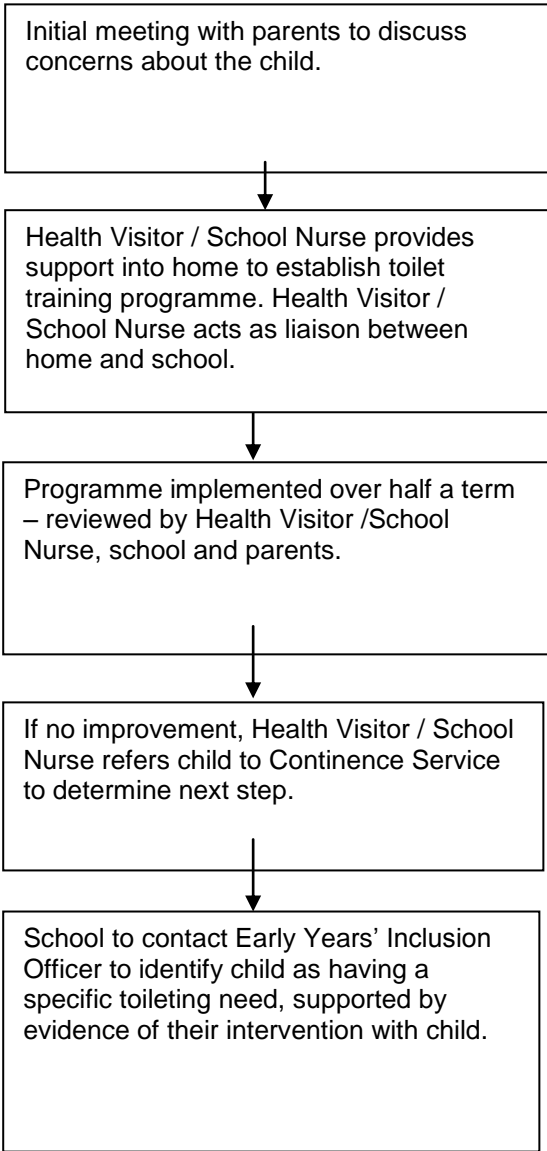 Initial meeting with parents to discuss
concerns about the child.
Health Visitor / School Nurse provides
support into home to establish toilet
training programme. Health Visitor /
School Nurse acts as liaison between
home and school.
Programme implemented over half a term
– reviewed by Health Visitor /School
Nurse, school and parents.
If no improvement, Health Visitor / School
Nurse refers child to Continence Service
to determine next step.
School to contact Early Years’ Inclusion
Officer to identify child as having a
specific toileting need, supported by
evidence of their intervention with child.